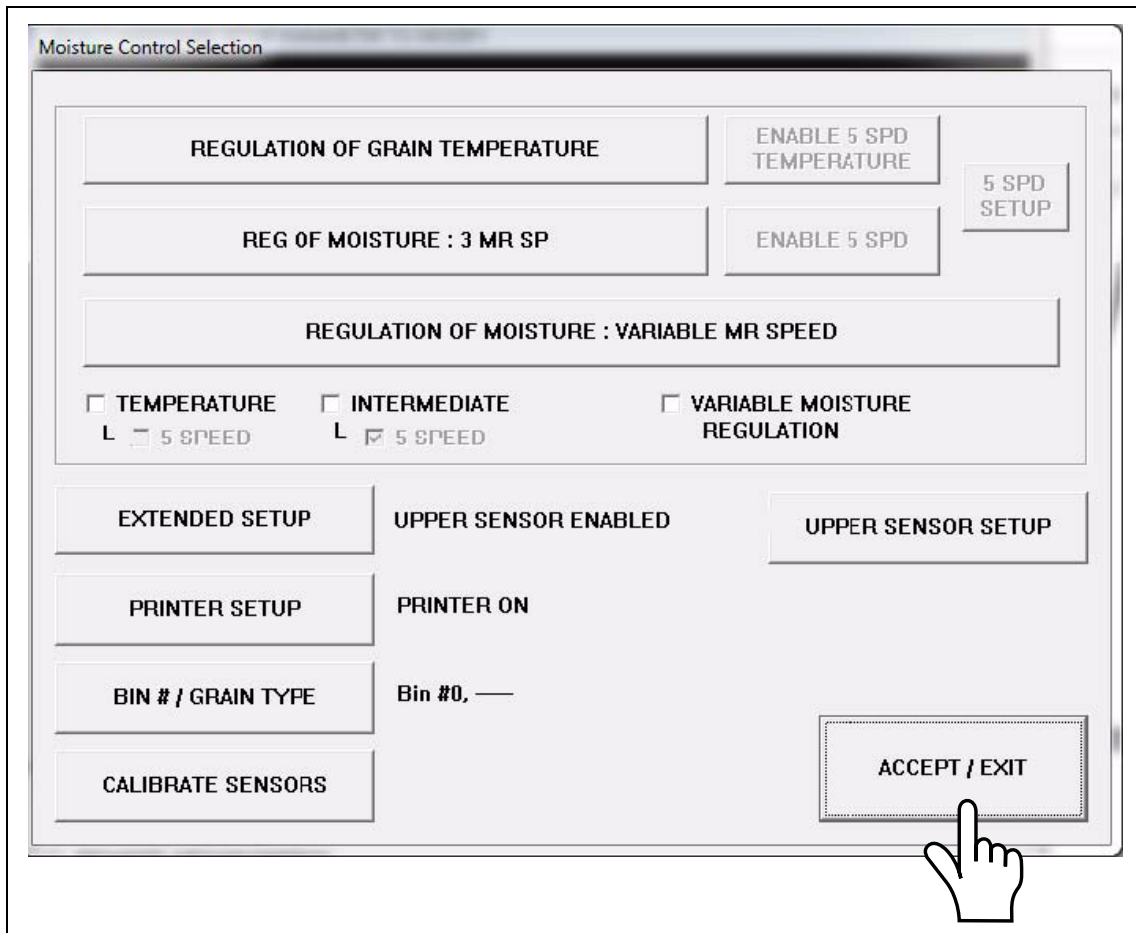 Moisture Control Selection
REGULATION OF GRAIN TEMPERATURE
ENABLE 5 SPD
TEMPERATURE
5 SPD
SETUP
REG OF MOISTURE : 3 MR SP
ENABLE 5 SPD
REGULATION OF MOISTURE : VARIABLE MR SPEED
TEMPERATURE
L 5 SPEED
INTERMEDIATE
L 5 SPEED
VARIABLE MOISTURE
REGULATION
EXTENDED SETUP
UPPER SENSOR ENABLED
UPPER SENSOR SETUP
PRINTER SETUP
PRINTER ON
BIN # / GRAIN TYPE
Bin #0, —–
CALIBRATE SENSORS
ACCEPT / EXIT